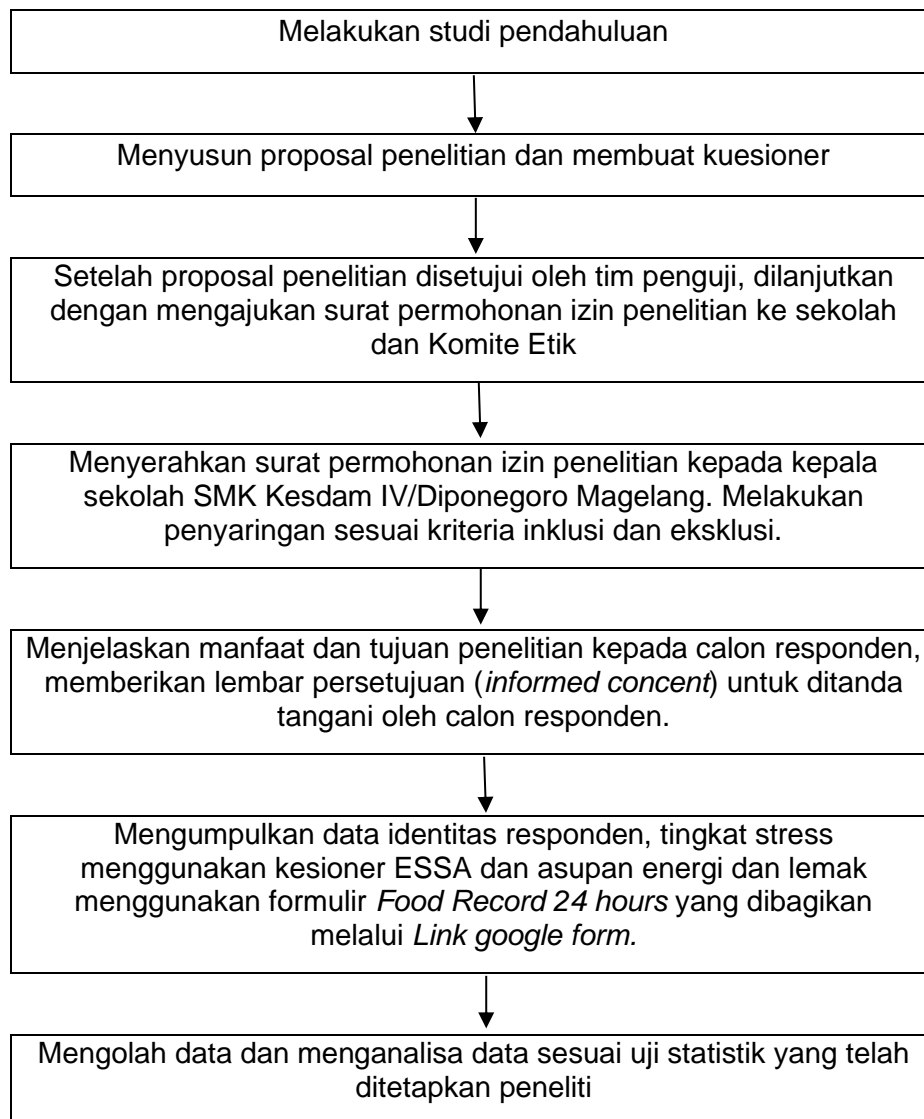 Melakukan studi pendahuluan
Menyusun proposal penelitian dan membuat kuesioner
Setelah proposal penelitian disetujui oleh tim penguji, dilanjutkan
dengan mengajukan surat permohonan izin penelitian ke sekolah
dan Komite Etik
Menyerahkan surat permohonan izin penelitian kepada kepala
sekolah SMK Kesdam IV/Diponegoro Magelang. Melakukan
penyaringan sesuai kriteria inklusi dan eksklusi.
Menjelaskan manfaat dan tujuan penelitian kepada calon responden,
memberikan lembar persetujuan (informed concent) untuk ditanda
tangani oleh calon responden.
Mengumpulkan data identitas responden, tingkat stress
menggunakan kesioner ESSA dan asupan energi dan lemak
menggunakan formulir Food Record 24 hours yang dibagikan
melalui Link google form.
Mengolah data dan menganalisa data sesuai uji statistik yang telah
ditetapkan peneliti